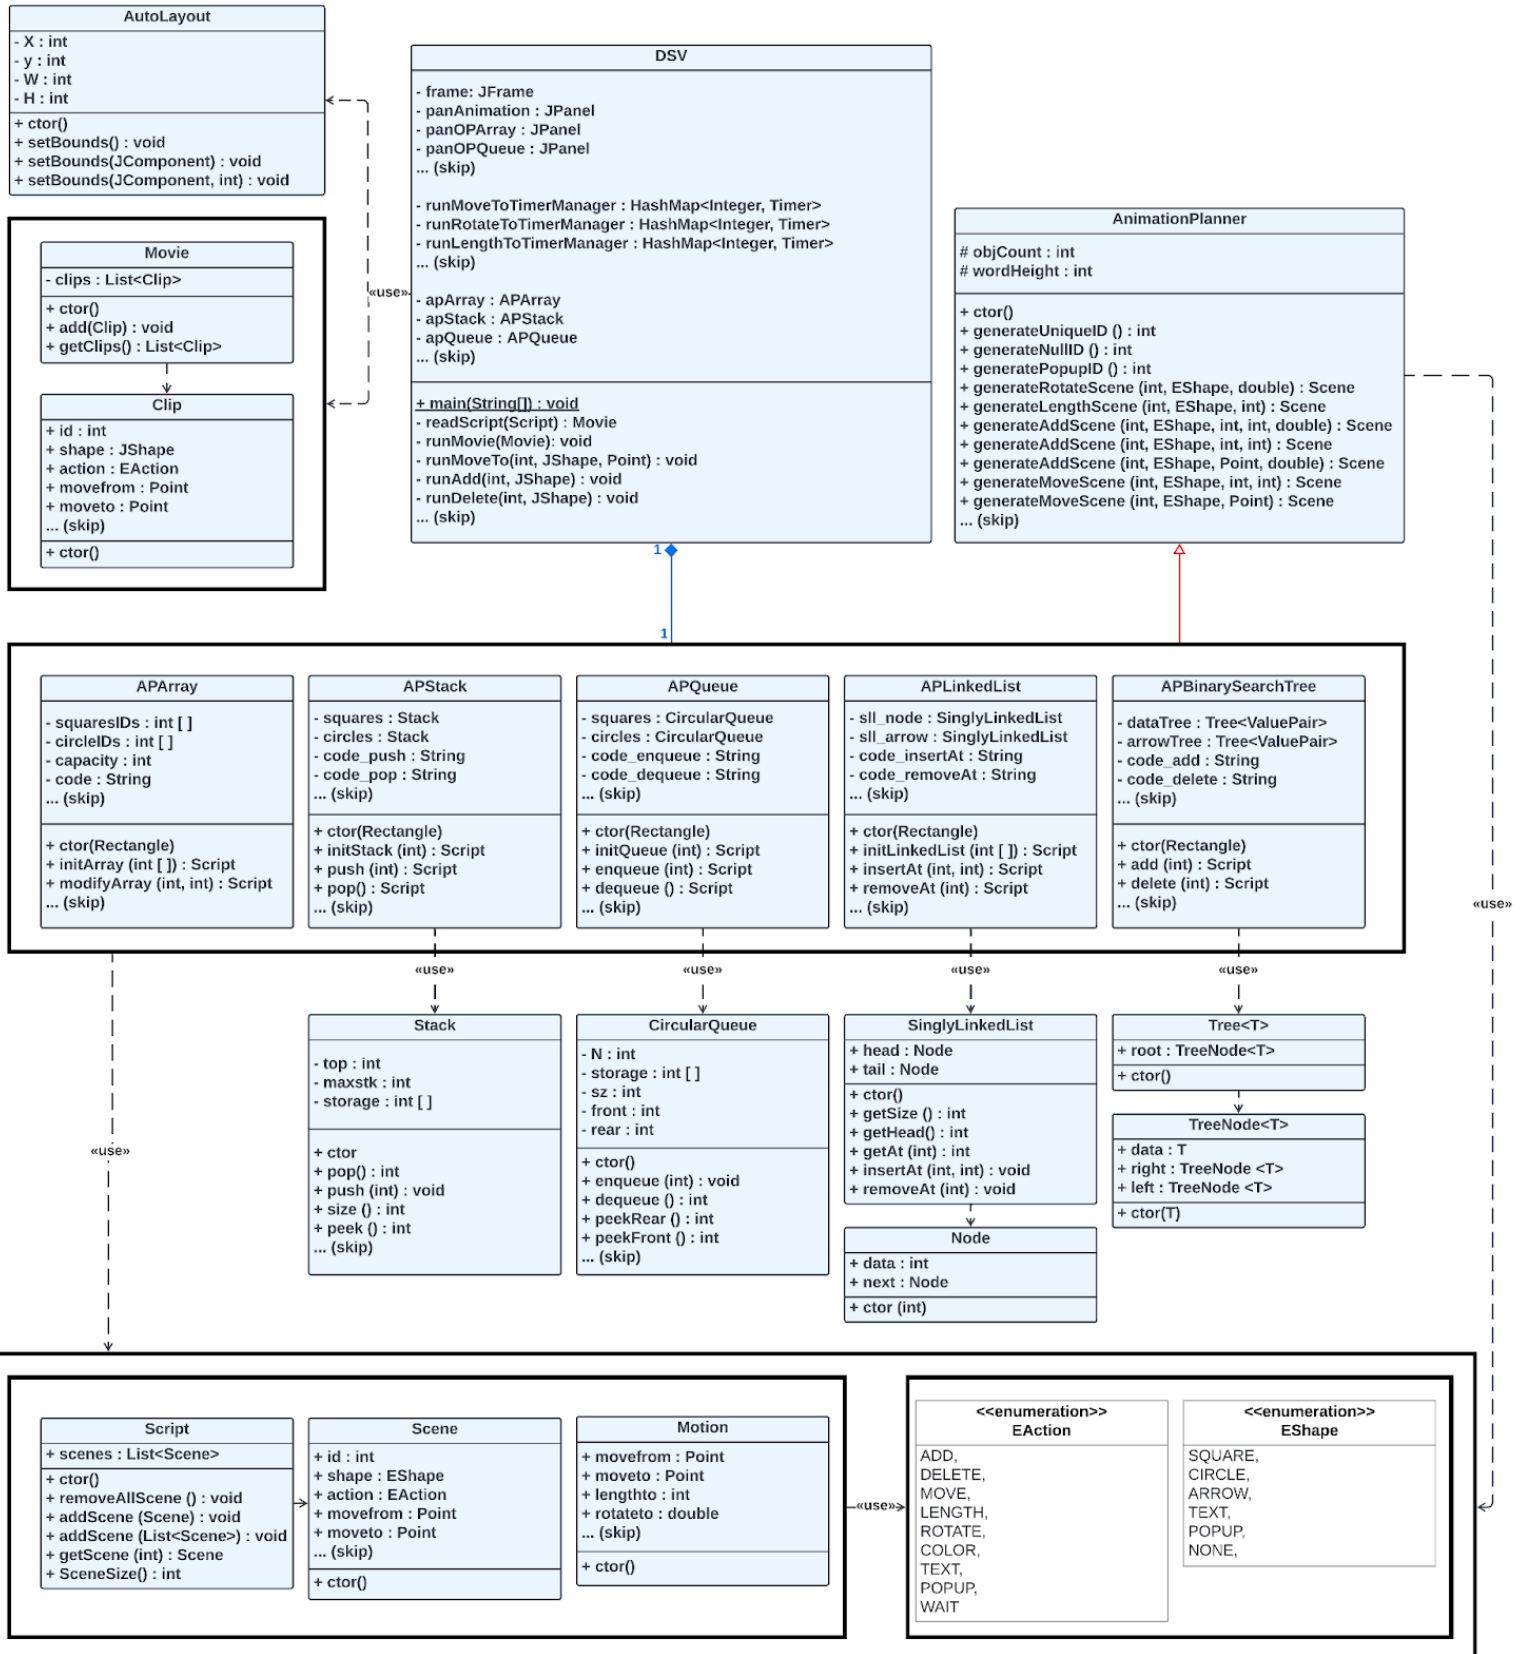 AutoLayout
- X : int
- y : int
- W : int
- H : int
+ ctor()
+ setBounds() : void
+ setBounds(JComponent) : void
+ setBounds(JComponent, int) : void
Movie
- clips : List<Clip>
+ ctor()
+ add(Clip) : void
+ getClips() : List<Clip>
Clip
+ id : int
+ shape : JShape
+ action : EAction
+ movefrom : Point
+ moveto : Point
... (skip)
+ ctor()
«use»
DSV
- frame: JFrame
- panAnimation : JPanel
- panOPArray : JPanel
- panOPQueue : JPanel
... (skip)
- runMoveToTimerManager : HashMap<Integer, Timer>
- runRotateToTimerManager : HashMap<Integer, Timer>
- runLengthToTimerManager : HashMap<Integer, Timer>
... (skip)
- apArray : APArray
- apStack : APStack
- apQueue : APQueue
... (skip)
+ main(String[]) : void
- readScript(Script) : Movie
- runMovie(Movie): void
- runMoveTo(int, JShape, Point) : void
- runAdd(int, JShape) : void
- runDelete(int, JShape) : void
... (skip)
1
1
AnimationPlanner
# objCount : int
# wordHeight : int
+ ctor()
+ generateUniqueID () : int
+ generateNullID () : int
+ generatePopupID () : int
+ generateRotateScene (int, EShape, double) : Scene
+ generateLengthScene (int, EShape, int) : Scene
+ generateAddScene (int, EShape, int, int, double) : Scene
+ generateAddScene (int, EShape, int, int) : Scene
+ generateAddScene (int, EShape, Point, double) : Scene
+ generateMoveScene (int, EShape, int, int) : Scene
+ generateMoveScene (int, EShape, Point) : Scene
... (skip)
«use»
APArray
- squaresIDs : int [ ]
- circleIDs : int [ ]
- capacity : int
- code : String
... (skip)
+ ctor(Rectangle)
+ initArray (int [ ]) : Script
+ modifyArray (int, int) : Script
... (skip)
APStack
- squares : Stack
- circles : Stack
- code_push : String
- code_pop : String
... (skip)
+ ctor(Rectangle)
+ initStack (int) : Script
+ push (int) : Script
+ pop() : Script
... (skip)
APQueue
- squares : CircularQueue
- circles : CircularQueue
- code_enqueue : String
- code_dequeue : String
... (skip)
+ ctor(Rectangle)
+ initQueue (int) : Script
+ enqueue (int) : Script
+ dequeue () : Script
... (skip)
APLinkedList
- sll_node : SinglyLinkedList
- sll_arrow : SinglyLinkedList
- code_insertAt : String
- code_removeAt : String
... (skip)
+ ctor(Rectangle)
+ initLinkedList (int [ ]) : Script
+ insertAt (int, int) : Script
+ removeAt (int) : Script
... (skip)
APBinarySearchTree
- dataTree : Tree<ValuePair>
- arrowTree : Tree<ValuePair>
- code_add : String
- code_delete : String
... (skip)
+ ctor(Rectangle)
+ add (int) : Script
+ delete (int) : Script
... (skip)
«use»
«use»
«use»
«use»
«use»
Stack
- top : int
- maxstk : int
- storage : int [ ]
+ ctor
+ pop() : int
+ push (int) : void
+ size () : int
+ peek () : int
... (skip)
CircularQueue
- N : int
- storage : int [ ]
- sz : int
- front : int
- rear : int
+ ctor()
+ enqueue (int) : void
+ dequeue () : int
+ peekRear () : int
+ peekFront () : int
... (skip)
SinglyLinkedList
+ head : Node
+ tail : Node
+ ctor()
+ getSize () : int
+ getHead() : int
+ getAt (int) : int
+ insertAt (int, int) : void
+ removeAt (int) : void
Node
+ data : int
+ next : Node
+ ctor (int)
Tree<T>
+ root : TreeNode<T>
+ ctor()
TreeNode<T>
+ data : T
+ right : TreeNode <T>
+ left : TreeNode <T>
+ ctor(T)
Script
+ scenes : List<Scene>
+ ctor()
+ removeAllScene () : void
+ addScene (Scene) : void
+ addScene (List<Scene>) : void
+ getScene (int) : Scene
+ SceneSize() : int
Scene
+ id : int
+ shape : EShape
+ action : EAction
+ movefrom : Point
+ moveto : Point
... (skip)
+ ctor()
Motion
+ movefrom : Point
+ moveto : Point
+ lengthto : int
+ rotateto : double
... (skip)
+ ctor()
«use»
<<enumeration>>
EAction
ADD,
DELETE,
MOVE,
LENGTH,
ROTATE,
COLOR,
TEXT,
POPUP,
WAIT
<<enumeration>>
EShape
SQUARE,
CIRCLE,
ARROW,
TEXT,
POPUP,
NONE,